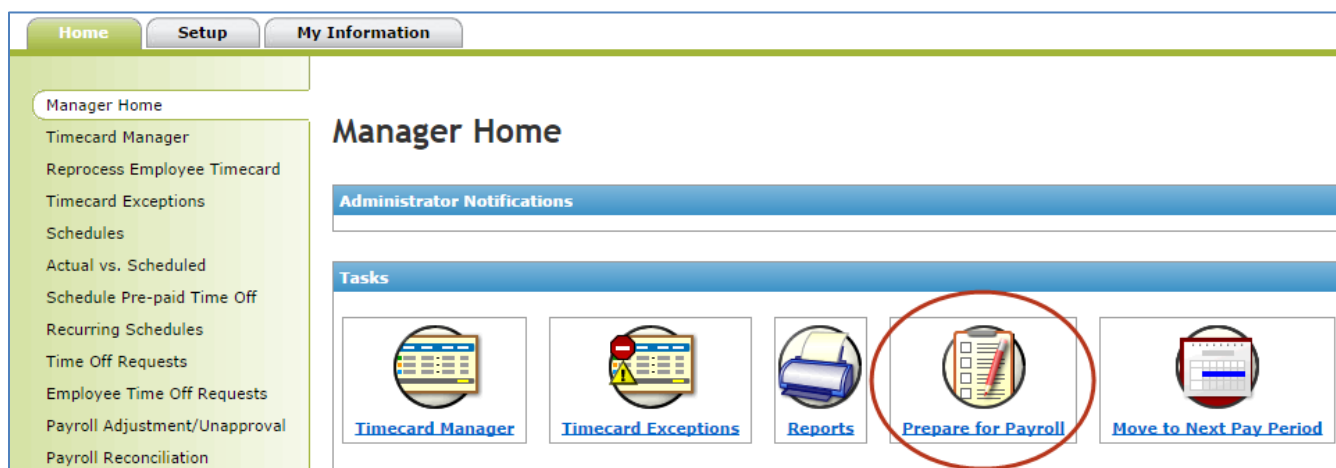 Home Setup My Information
Manager Home
Timecard Manager
Reprocess Employee Timecard
Timecard Exceptions
Schedules
Actual vs. Scheduled
Schedule Pre-paid Time Off
Recurring Schedules
Time Off Requests
Employee Time Off Requests
Payroll Adjustment/Unapproval
Payroll Reconciliation
Manager Home
Administrator Notifications
Tasks
Timecard Manager Timecard Exceptions Reports Prepare for Payroll Move to Next Pay Period